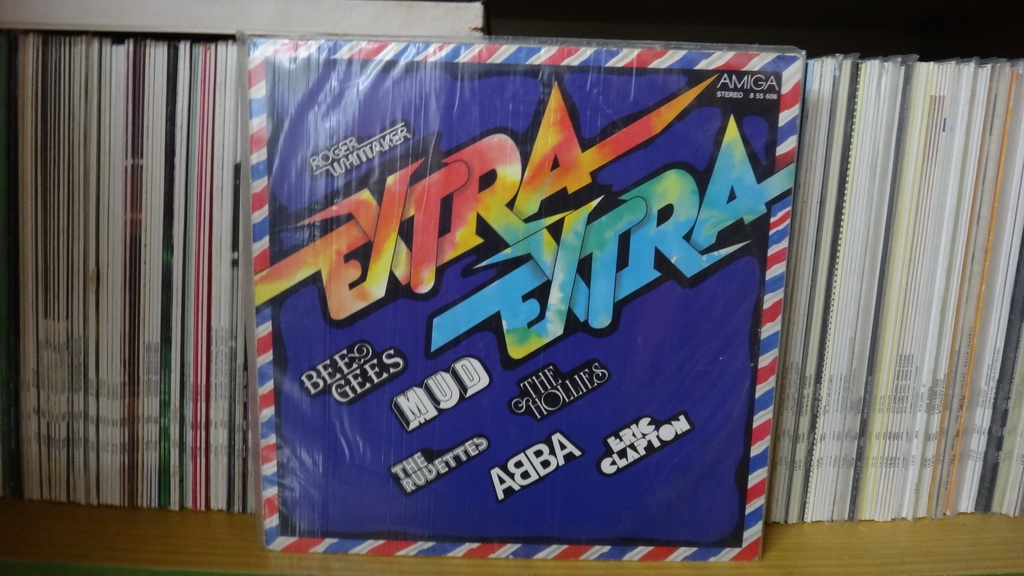 AMIGA
STEREO 8 55 606
ROGER
WHITTAKER
EXTRA
EXTRA
BEE
GEES
MUD
THE
HOLLIES
THE
RUBETTES
ABBA
ERIC
CLAPTON